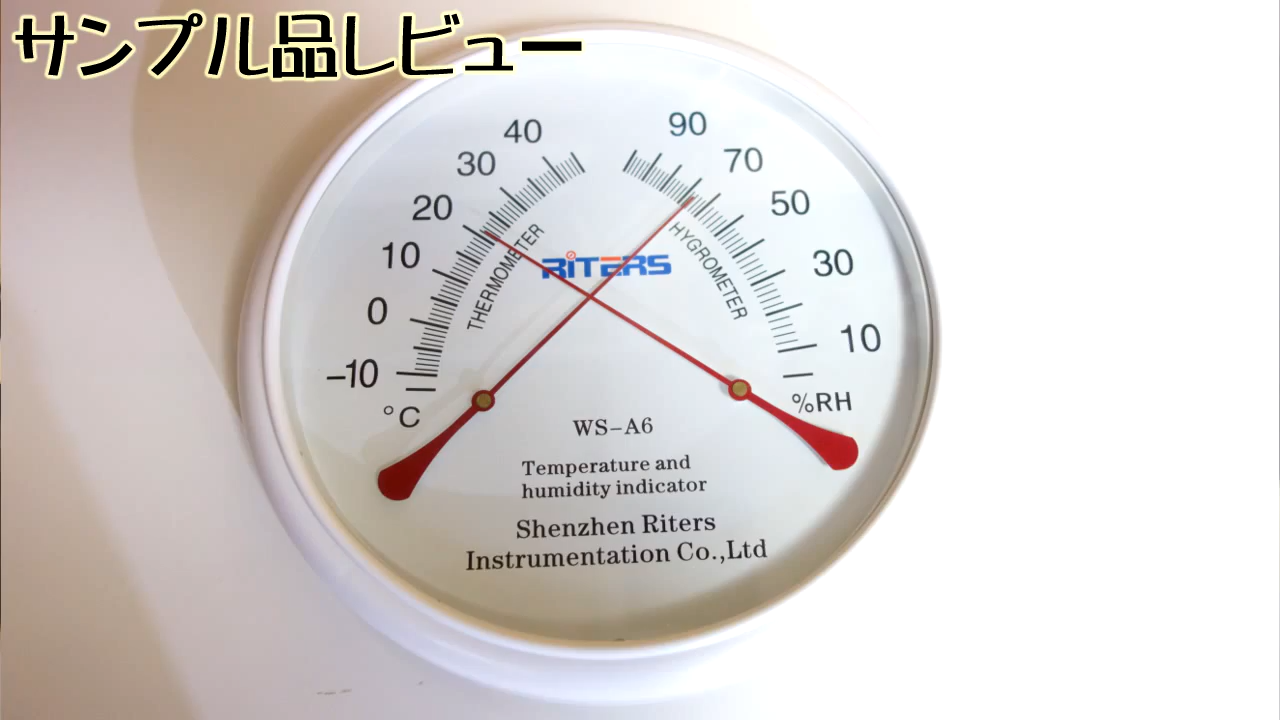 サンプル品レビュー
40
90
30
70
20
50
10
THERMOMETER
HYGROMETER
RiTERS
30
0
10
-10
°C
%RH
WS-A6
Temperature and
humidity indicator
Shenzhen Riters
Instrumentation Co.,Ltd